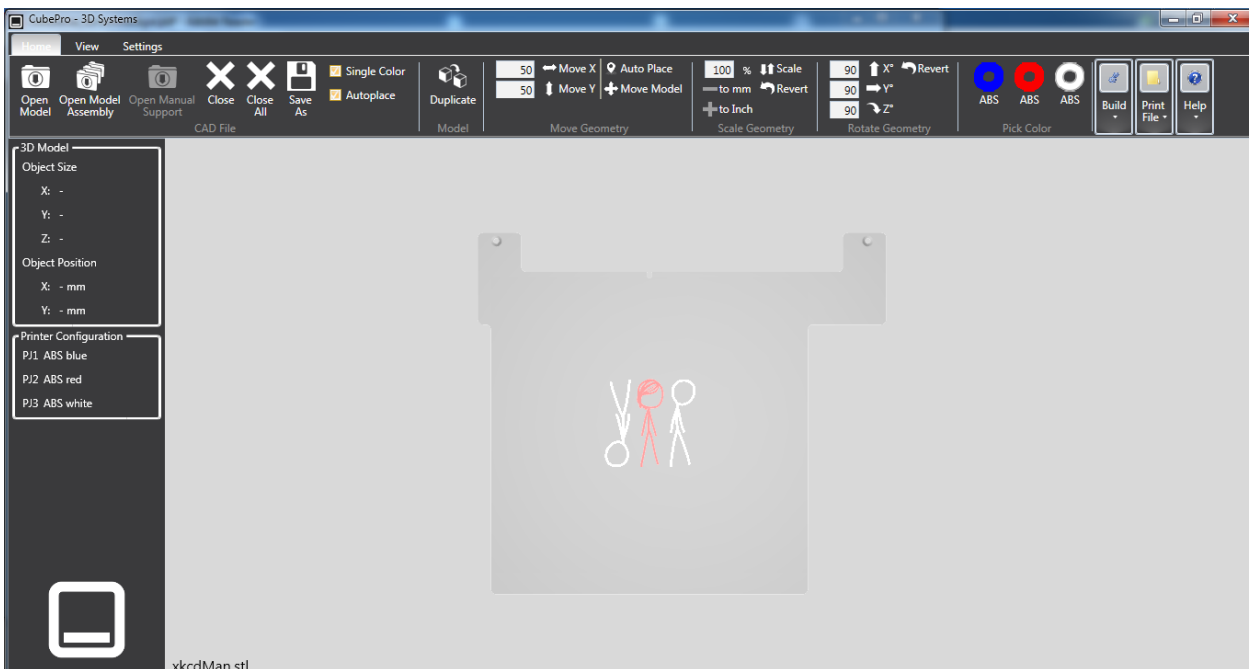 CubePro - 3D Systems
Home View Settings
Open Model
Open Model Assembly
Open Manual Support
Close
Close All
Save As
Single Color
Autoplace
CAD File
Duplicate
Model
50 Move X
50 Move Y
Auto Place
Move Model
Move Geometry
100 % Scale
to mm Revert
to Inch
Scale Geometry
90 X° Revert
90 Y°
90 Z°
Rotate Geometry
ABS ABS ABS
Pick Color
Build
Print File
Help
3D Model
Object Size
X: -
Y: -
Z: -
Object Position
X: - mm
Y: - mm
Printer Configuration
PJ1 ABS blue
PJ2 ABS red
PJ3 ABS white
xkcdMan.stl